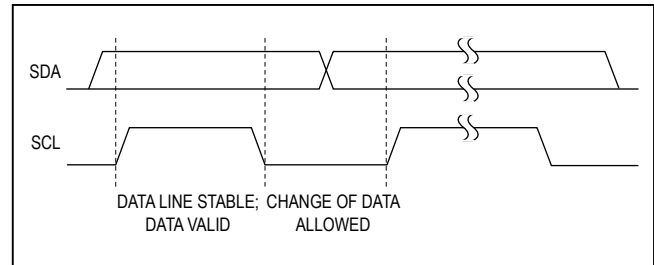 SDA
SCL
DATA LINE STABLE; CHANGE OF DATA
DATA VALID ALLOWED